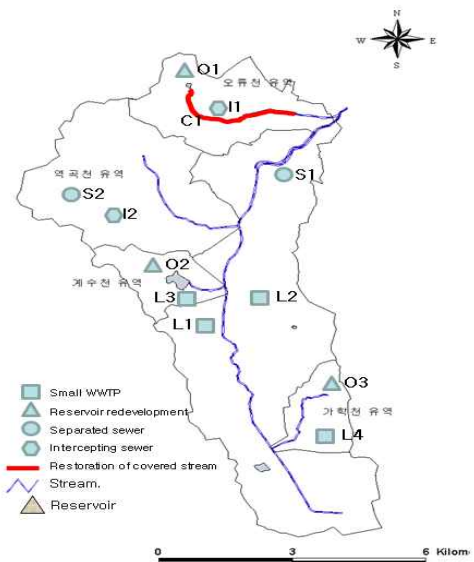 N
W E
S
O1
오류천 유역
I1
C1
역곡천 유역
S1
S2
I2
O2
계수천 유역
L3
L2
L1
O3
가학천 유역
L4
Small WWTP
Reservoir redevelopment
Separated sewer
Intercepting sewer
Restoration of covered stream
Stream.
Reservoir
0 3 6 Kilom